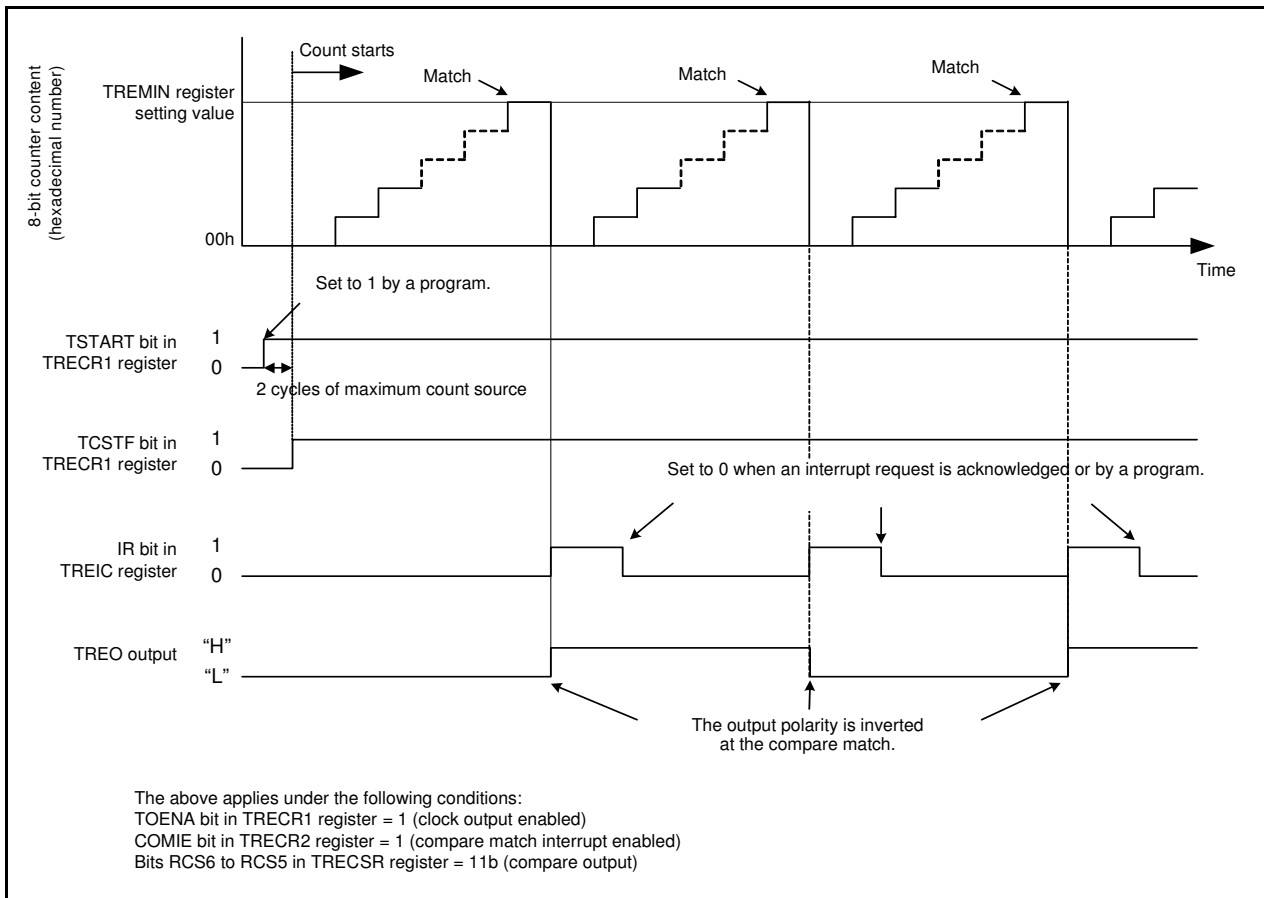 Count starts
Match
Match
Match
8-bit counter content
(hexadecimal number)
TREMIN register
setting value
00h
Time
Set to 1 by a program.
TSTART bit in
TRECR1 register
1
0
2 cycles of maximum count source
TCSTF bit in
TRECR1 register
1
0
Set to 0 when an interrupt request is acknowledged or by a program.
IR bit in
TREIC register
1
0
TREO output
“H”
“L”
The output polarity is inverted
at the compare match.
The above applies under the following conditions:
TOENA bit in TRECR1 register = 1 (clock output enabled)
COMIE bit in TRECR2 register = 1 (compare match interrupt enabled)
Bits RCS6 to RCS5 in TRECSR register = 11b (compare output)